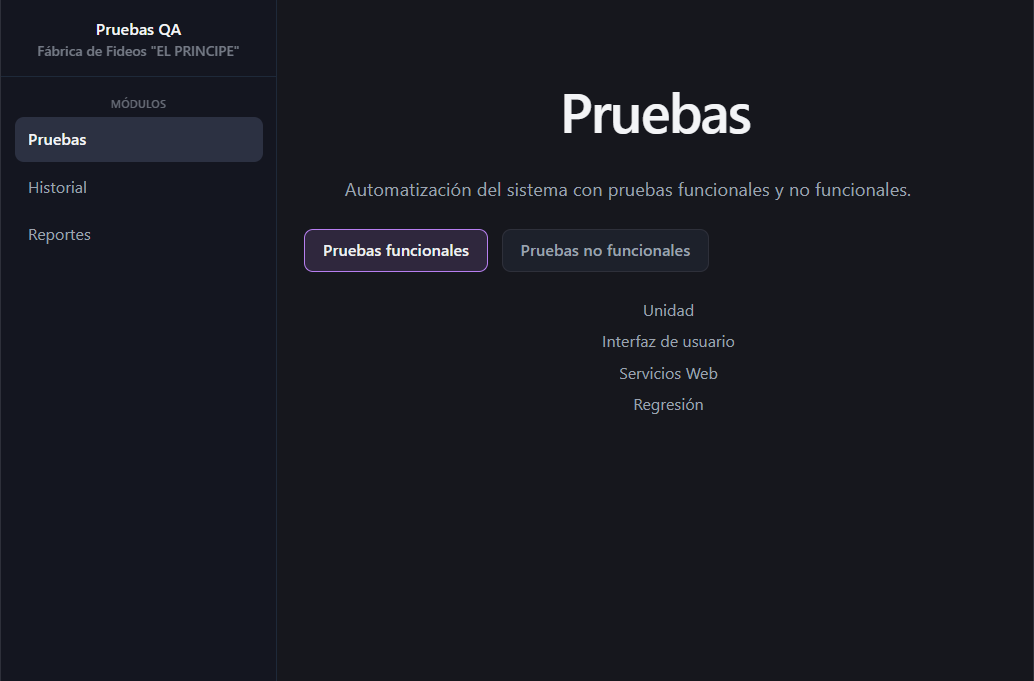 Pruebas QA
Fábrica de Fideos "EL PRINCIPE"
MÓDULOS
Pruebas
Historial
Reportes
Pruebas
Automatización del sistema con pruebas funcionales y no funcionales.
Pruebas funcionales
Pruebas no funcionales
Unidad
Interfaz de usuario
Servicios Web
Regresión